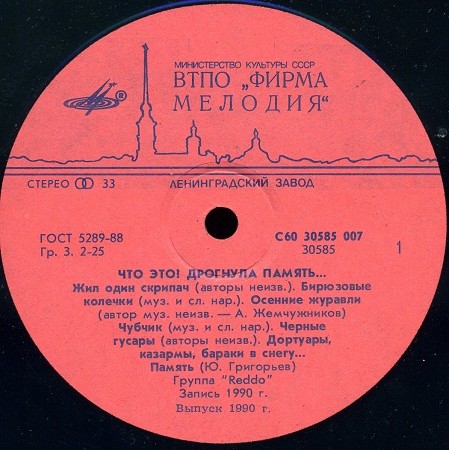 МИНИСТЕРСТВО КУЛЬТУРЫ СССР
ВТПО „ФИРМА
МЕЛОДИЯ“
®
СТЕРЕО 33 ЛЕНИНГРАДСКИЙ ЗАВОД
ГОСТ 5289-88 С60 30585 007
Гр. 3. 2-25 30585 1
ЧТО ЭТО! ДРОГНУЛА ПАМЯТЬ...
Жил один скрипач (авторы неизв.). Бирюзовые
колечки (муз. и сл. нар.). Осенние журавли
(автор муз. неизв. — А. Жемчужников)
Чубчик (муз. и сл. нар.). Черные
гусары (авторы неизв.). Дортуары,
казармы, бараки в снегу...
Память (Ю. Григорьев)
Группа "Reddo"
Запись 1990 г.
Выпуск 1990 г.